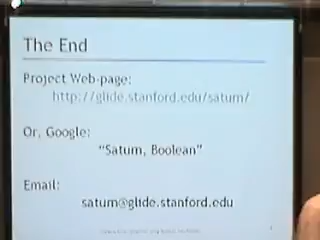 The End
Project Web-page:
http://glide.stanford.edu/saturn/
Or, Google:
"Saturn, Boolean"
Email:
saturn@glide.stanford.edu